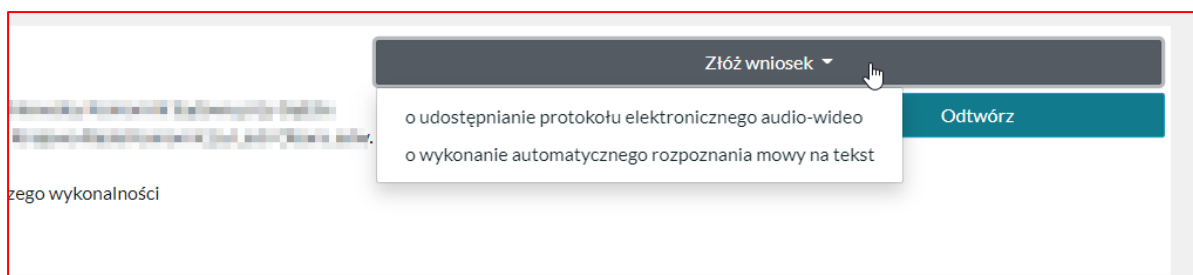 Złóż wniosek
o udostępnianie protokołu elektronicznego audio-wideo
Odtwórz
o wykonanie automatycznego rozpoznania mowy na tekst
zego wykonalności